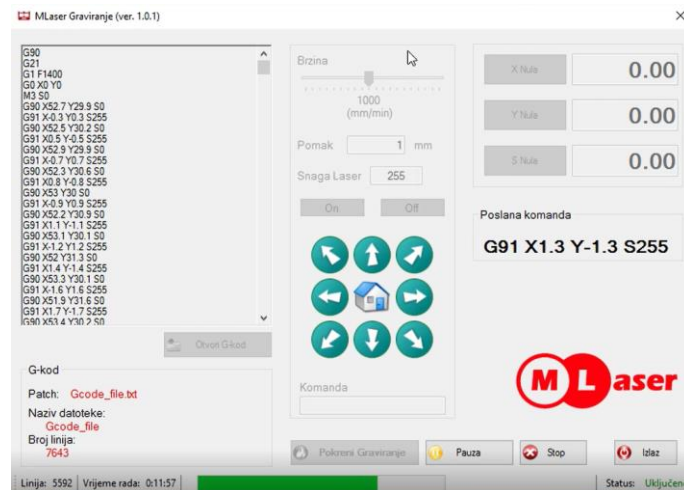 MLaser Graviranje (ver. 1.0.1)
G90
G21
G1 F1400
G0 X0 Y0
M3 S0
G90 X52.7 Y29.9 S0
G91 X-0.3 Y0.3 S255
G90 X52.5 Y30.2 S0
G91 X0.5 Y-0.5 S255
G90 X52.9 Y29.9 S0
G91 X-0.7 Y0.7 S255
G90 X52.3 Y30.6 S0
G91 X0.8 Y-0.8 S255
G90 X53 Y30 S0
G91 X-0.9 Y0.9 S255
G90 X52.2 Y30.9 S0
G91 X1.1 Y-1.1 S255
G90 X53.1 Y30.1 S0
G91 X-1.2 Y1.2 S255
G90 X52 Y31.3 S0
G91 X1.4 Y-1.4 S255
G90 X53.3 Y30.1 S0
G91 X-1.6 Y1.6 S255
G90 X51.9 Y31.6 S0
G91 X1.7 Y-1.7 S255
G90 X53.4 Y30.2 S0
Otvori G-kod
G-kod
Patch: Gcode_file.txt
Naziv datoteke:
Gcode_file
Broj linija:
7643
Brzina
1000
(mm/min)
Pomak 1 mm
Snaga Laser 255
On Off
Komanda
X Nula 0.00
Y Nula 0.00
S Nula 0.00
Poslana komanda
G91 X1.3 Y-1.3 S255
M Laser
Pokreni Graviranje Pauza Stop Izlaz
Linija: 5592 Vrijeme rada: 0:11:57 Status: Uključen